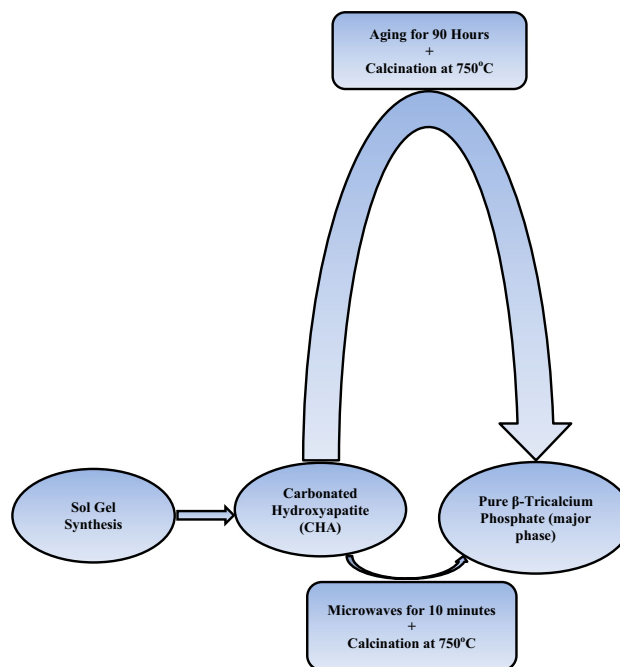 Aging for 90 Hours
+
Calcination at 750°C
Sol Gel
Synthesis
Carbonated
Hydroxyapatite
(CHA)
Pure β-Tricalcium
Phosphate (major
phase)
Microwaves for 10 minutes
+
Calcination at 750°C